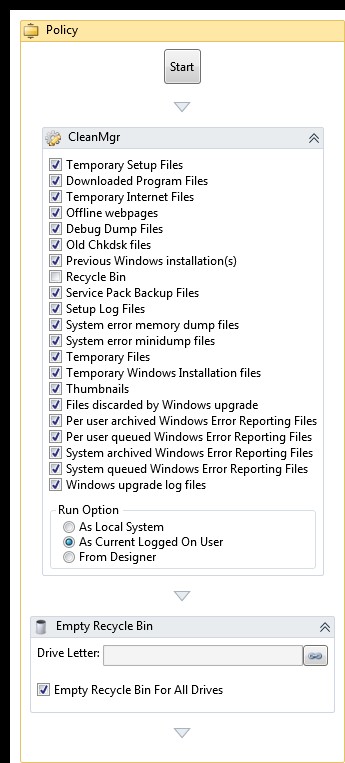 Policy
Start
CleanMgr
Temporary Setup Files
Downloaded Program Files
Temporary Internet Files
Offline webpages
Debug Dump Files
Old Chkdsk files
Previous Windows installation(s)
Recycle Bin
Service Pack Backup Files
Setup Log Files
System error memory dump files
System error minidump files
Temporary Files
Temporary Windows Installation files
Thumbnails
Files discarded by Windows upgrade
Per user archived Windows Error Reporting Files
Per user queued Windows Error Reporting Files
System archived Windows Error Reporting Files
System queued Windows Error Reporting Files
Windows upgrade log files
Run Option
As Local System
As Current Logged On User
From Designer
Empty Recycle Bin
Drive Letter:
Empty Recycle Bin For All Drives